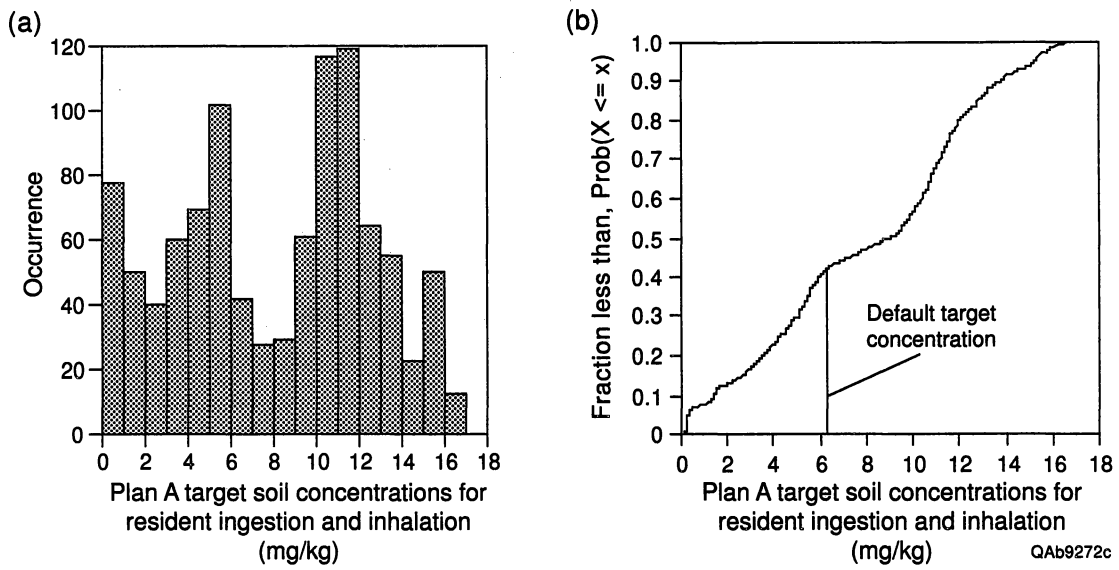 (a)
120
100
80
60
40
20
0
Occurrence
0 2 4 6 8 10 12 14 16 18
Plan A target soil concentrations for
resident ingestion and inhalation
(mg/kg)
(b)
1.0
0.9
0.8
0.7
0.6
0.5
0.4
0.3
0.2
0.1
0
Fraction less than, Prob(X <= x)
Default target
concentration
0 2 4 6 8 10 12 14 16 18
Plan A target soil concentrations for
resident ingestion and inhalation
(mg/kg)
QAb9272c